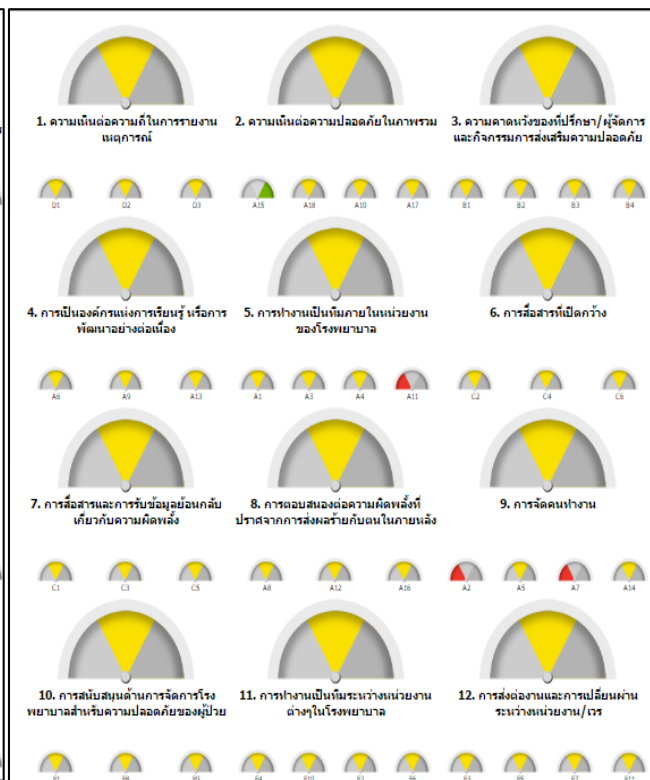 1. ความเห็นต่อความถี่ในการรายงาน
เหตุการณ์
2. ความเห็นต่อความปลอดภัยในภาพรวม
3. ความคาดหวังของที่ปรึกษา/ผู้จัดการ
และกิจกรรมการส่งเสริมความปลอดภัย
D1 D2 D3 A15 A18 A10 A17 B1 B2 B3 B4
4. การเป็นองค์กรแห่งการเรียนรู้ หรือการ
พัฒนาอย่างต่อเนื่อง
5. การทำงานเป็นทีมภายในหน่วยงาน
ของโรงพยาบาล
6. การสื่อสารที่เปิดกว้าง
A6 A9 A13 A1 A3 A4 A11 C2 C4 C6
7. การสื่อสารและการรับข้อมูลย้อนกลับ
เกี่ยวกับความผิดพลั้ง
8. การตอบสนองต่อความผิดพลั้งที่
ปราศจากการส่งผลร้ายกับตนในภายหลัง
9. การจัดคนทำงาน
C1 C3 C5 A8 A12 A16 A2 A5 A7 A14
10. การสนับสนุนด้านการจัดการโรง
พยาบาลสำหรับความปลอดภัยของผู้ป่วย
11. การทำงานเป็นทีมระหว่างหน่วยงาน
ต่างๆในโรงพยาบาล
12. การส่งต่องานและการเปลี่ยนผ่าน
ระหว่างหน่วยงาน/เวร